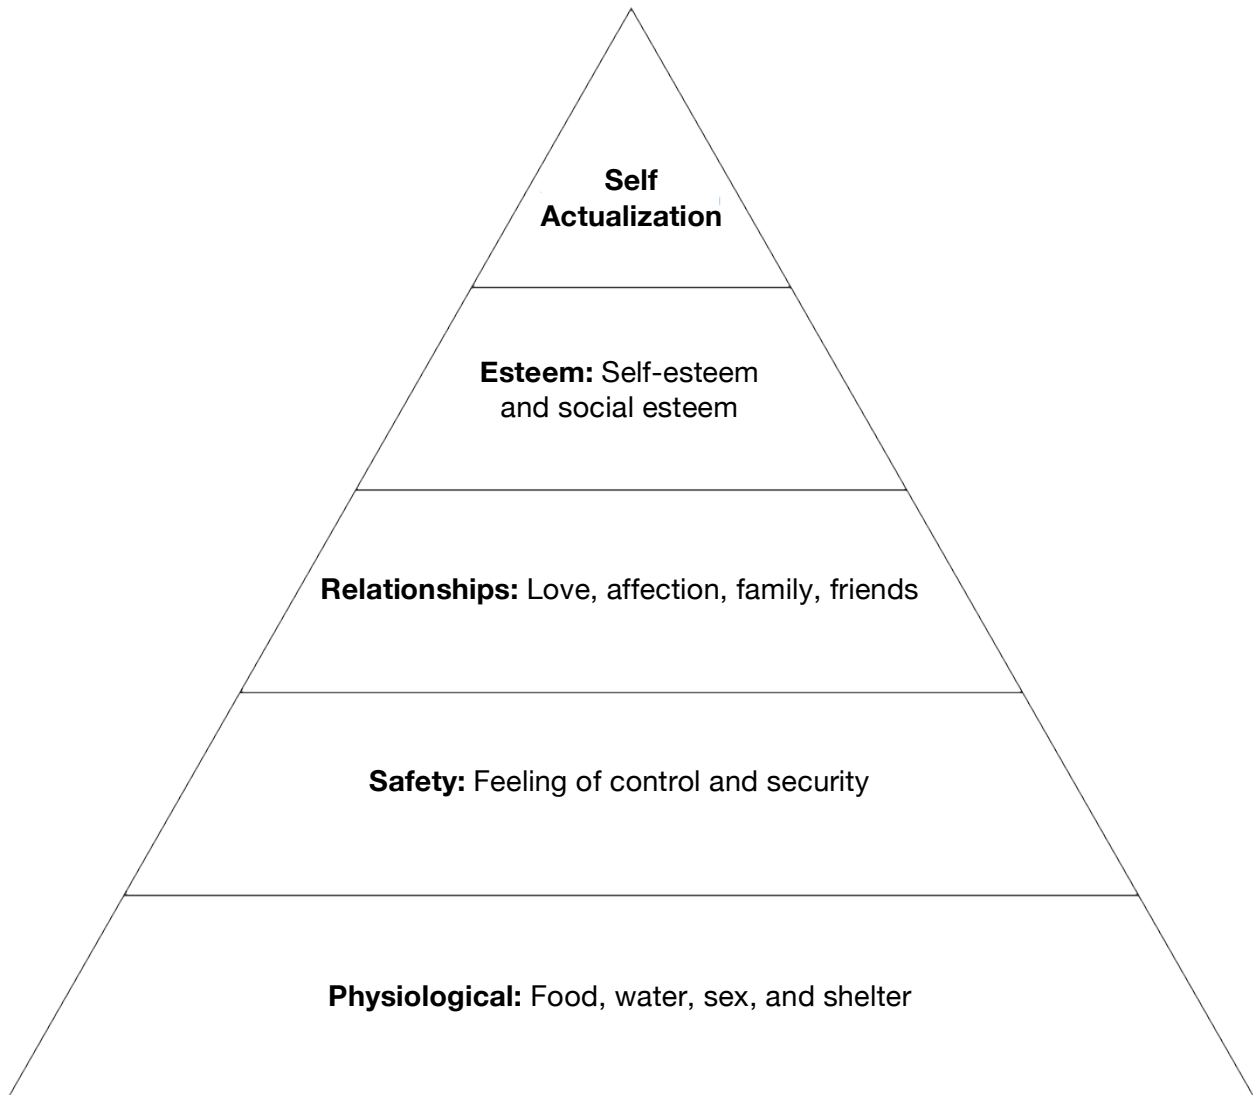 Self
Actualization
Esteem: Self-esteem
and social esteem
Relationships: Love, affection, family, friends
Safety: Feeling of control and security
Physiological: Food, water, sex, and shelter